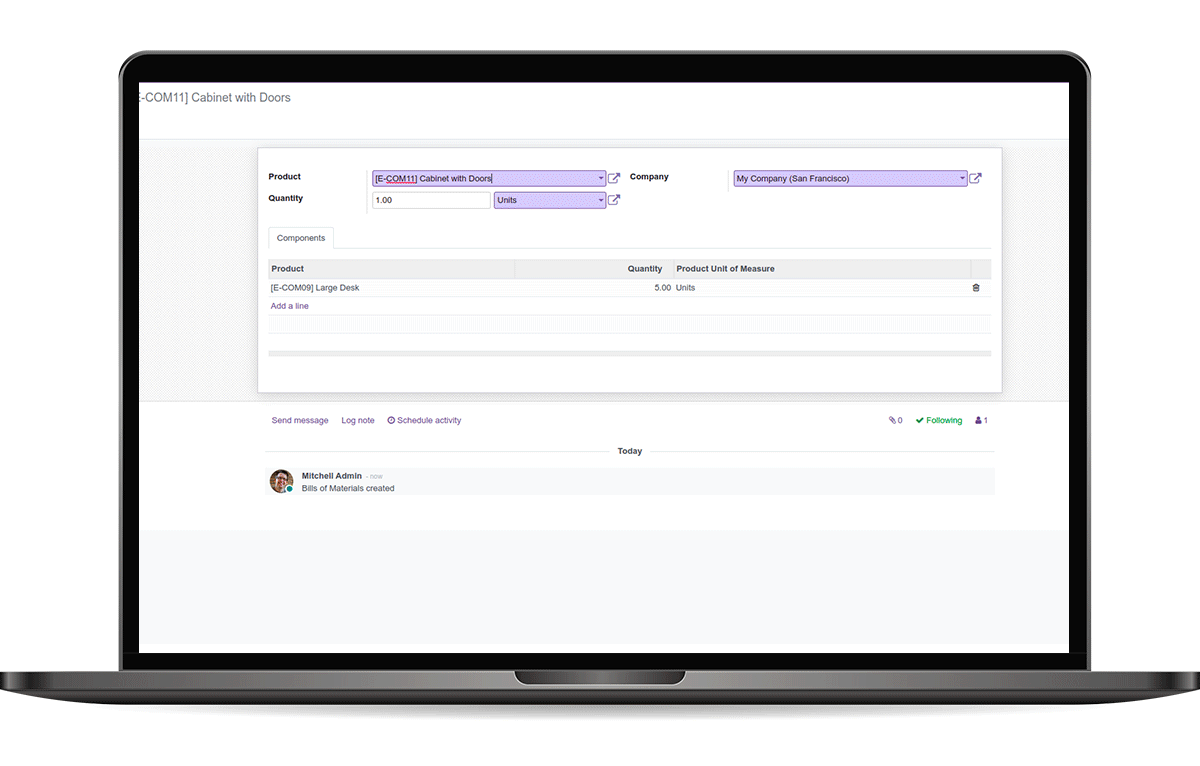 E-COM11] Cabinet with Doors
Product [E-COM11] Cabinet with Doors Company My Company (San Francisco)
Quantity 1.00 Units
Components
Product Quantity Product Unit of Measure
[E-COM09] Large Desk 5.00 Units
Add a line
Send message Log note Schedule activity 0 Following 1
Today
Mitchell Admin - now
Bills of Materials created